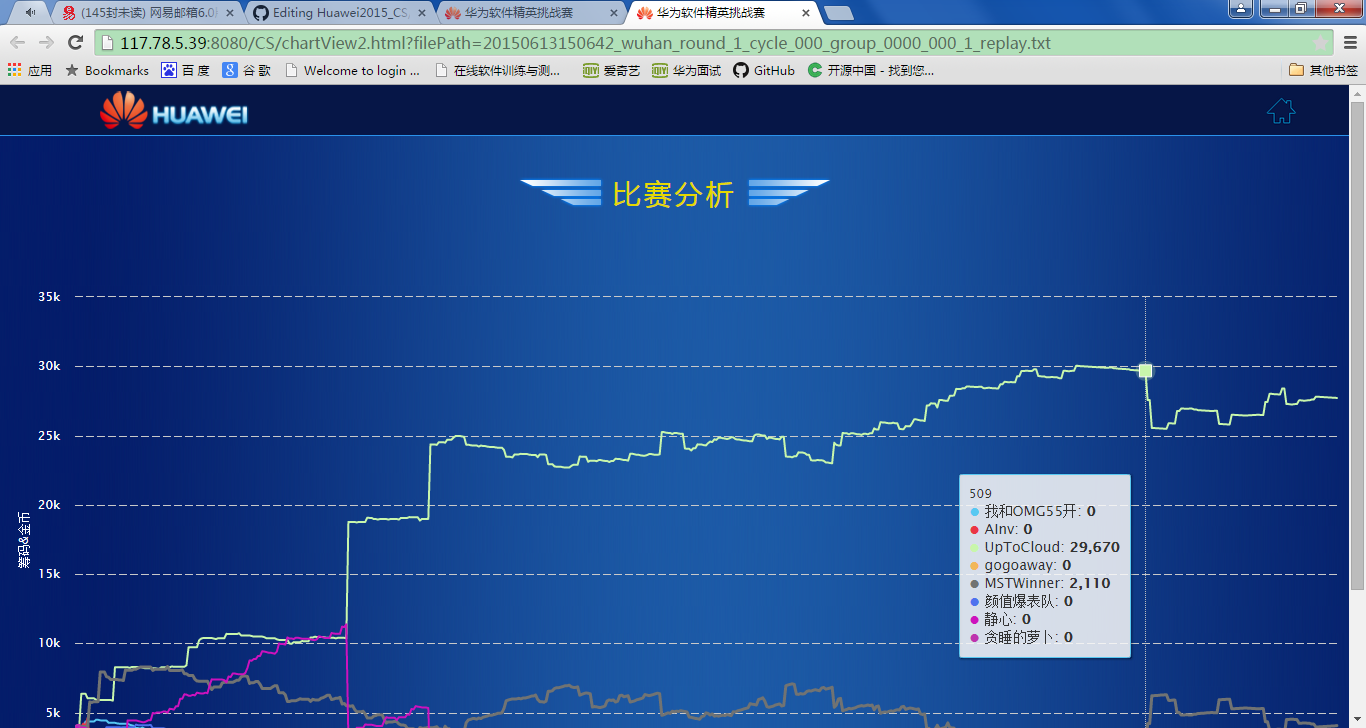 (145封未读) 网易邮箱6.0
Editing Huawei2015_CS
华为软件精英挑战赛
华为软件精英挑战赛
117.78.5.39:8080/CS/chartView2.html?filePath=20150613150642_wuhan_round_1_cycle_000_group_0000_000_1_replay.txt
应用 Bookmarks 百 度 谷 歌 Welcome to login ... 在线软件训练与测... 爱奇艺 华为面试 GitHub 开源中国 - 找到您... 其他书签
HUAWEI
比赛分析
35k
30k
25k
20k
15k
10k
5k
筹码&金币
509
我和OMG55开: 0
AInv: 0
UpToCloud: 29,670
gogoaway: 0
MSTWinner: 2,110
颜值爆表队: 0
静心: 0
贪睡的萝卜: 0